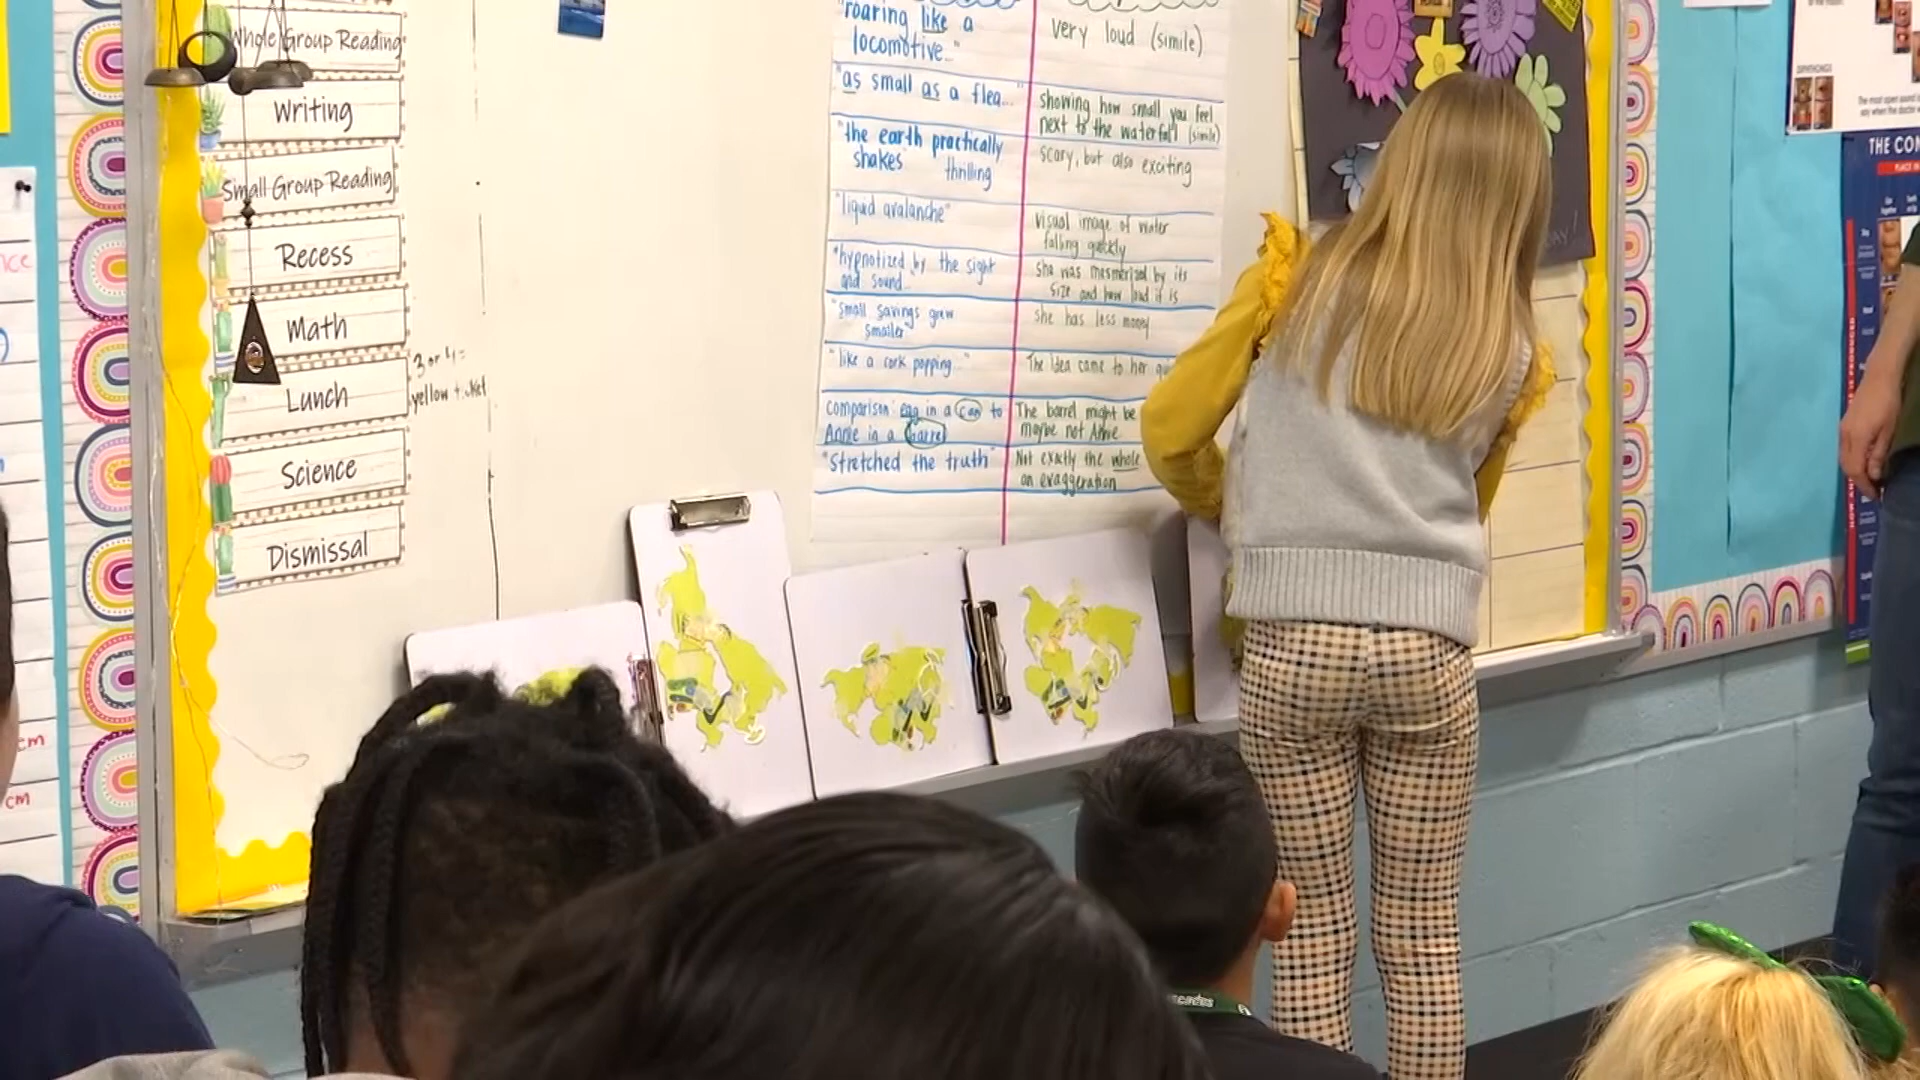 Whole Group Reading
Writing
Small Group Reading
Recess
Math
Lunch
Science
Dismissal
3 or 4 =
yellow
"roaring like a
locomotive..."
very loud (simile)
"as small as a flea..."
showing how small you feel
next to the waterfall (simile)
"the earth practically
shakes"
thrilling
scary, but also exciting
"liquid avalanche"
visual image of water
falling quickly
"hypnotized by the sight
and sound..."
she was mesmerized by its
size and how loud it is
"small savings grew
smaller"
she has less money
"like a cork popping..."
The idea came to her
comparison: egg in a can to
Annie in a barrel
The barrel might be
maybe not Annie
"stretched the truth"
Not exactly the whole
an exaggeration
THE CON
cm
cm